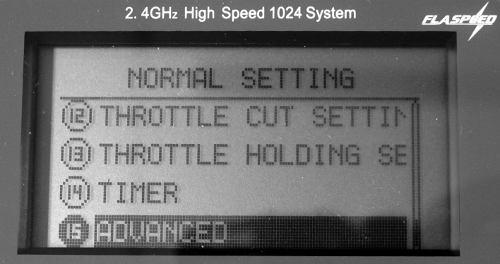 2. 4GHz High Speed 1024 System
FLASPEED
NORMAL SETTING
⑫ THROTTLE CUT SETTIN
⑬ THROTTLE HOLDING SE
⑭ TIMER
⑮ ADVANCED